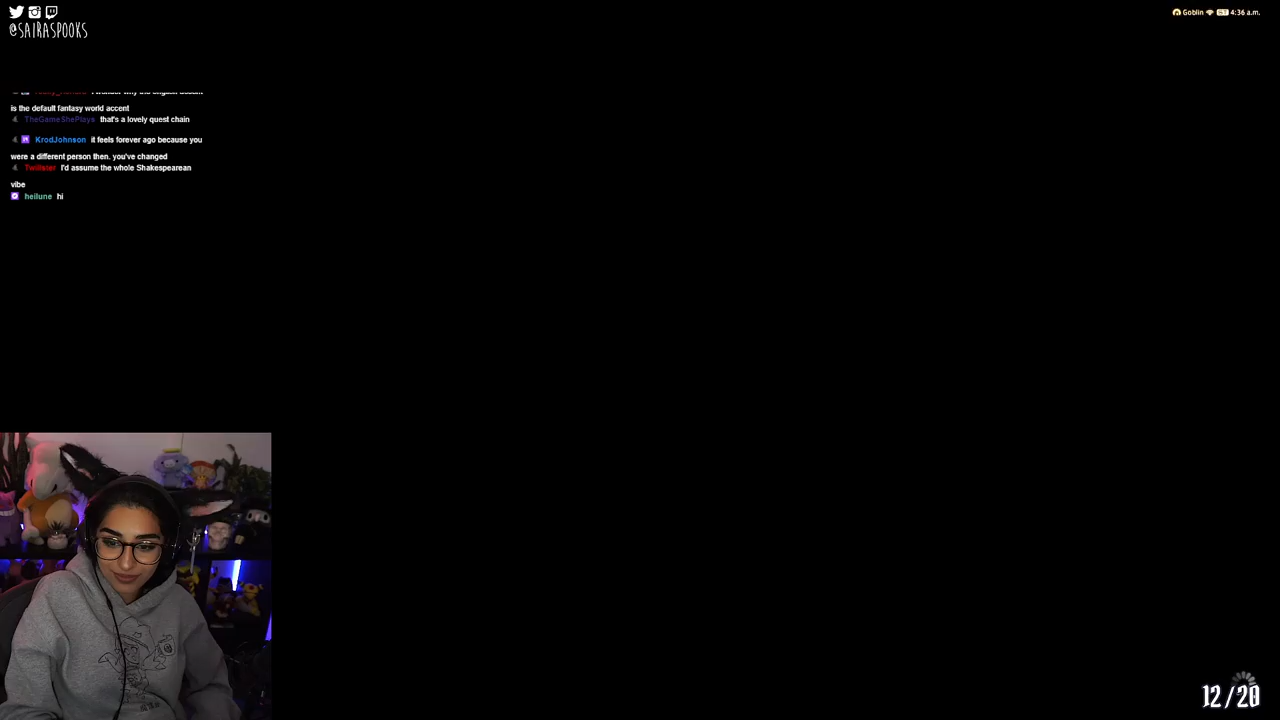 @SAIRASPOOKS
Goblin GT 4:36 a.m.
is the default fantasy world accent
TheGameShePlays that's a lovely quest chain
KrodJohnson it feels forever ago because you
were a different person then. you've changed
Twillster I'd assume the whole Shakespearean
vibe
heilune hi
12/20